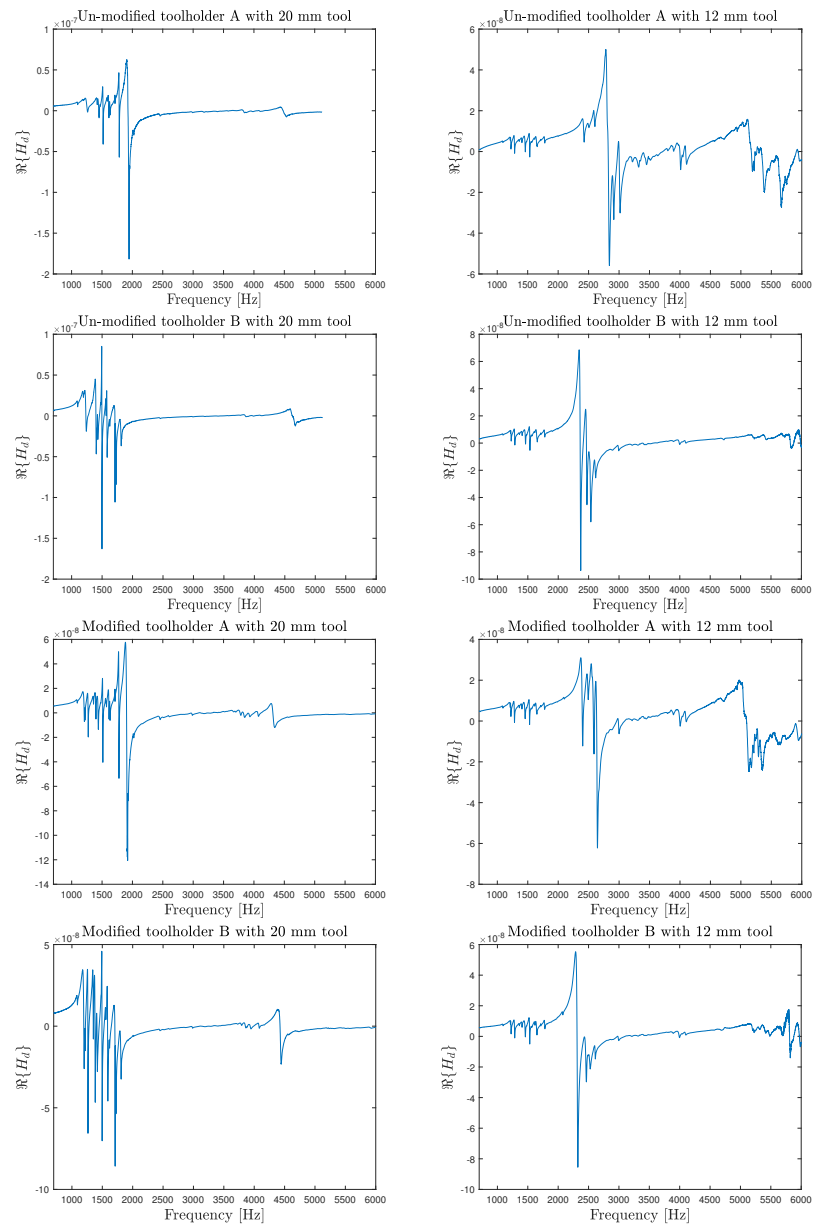 Un-modified toolholder A with 20 mm tool
×10⁻⁷
1
0.5
0
-0.5
-1
-1.5
-2
ℜ{H_d}
1000 1500 2000 2500 3000 3500 4000 4500 5000 5500 6000
Frequency [Hz]
Un-modified toolholder A with 12 mm tool
×10⁻⁸
6
4
2
0
-2
-4
-6
ℜ{H_d}
1000 1500 2000 2500 3000 3500 4000 4500 5000 5500 6000
Frequency [Hz]
Un-modified toolholder B with 20 mm tool
×10⁻⁷
1
0.5
0
-0.5
-1
-1.5
-2
ℜ{H_d}
1000 1500 2000 2500 3000 3500 4000 4500 5000 5500 6000
Frequency [Hz]
Un-modified toolholder B with 12 mm tool
×10⁻⁸
8
6
4
2
0
-2
-4
-6
-8
-10
ℜ{H_d}
1000 1500 2000 2500 3000 3500 4000 4500 5000 5500 6000
Frequency [Hz]
Modified toolholder A with 20 mm tool
×10⁻⁸
6
4
2
0
-2
-4
-6
-8
-10
-12
-14
ℜ{H_d}
1000 1500 2000 2500 3000 3500 4000 4500 5000 5500 6000
Frequency [Hz]
Modified toolholder A with 12 mm tool
×10⁻⁸
4
2
0
-2
-4
-6
-8
ℜ{H_d}
1000 1500 2000 2500 3000 3500 4000 4500 5000 5500 6000
Frequency [Hz]
Modified toolholder B with 20 mm tool
×10⁻⁸
5
0
-5
-10
ℜ{H_d}
1000 1500 2000 2500 3000 3500 4000 4500 5000 5500 6000
Frequency [Hz]
Modified toolholder B with 12 mm tool
×10⁻⁸
6
4
2
0
-2
-4
-6
-8
-10
ℜ{H_d}
1000 1500 2000 2500 3000 3500 4000 4500 5000 5500 6000
Frequency [Hz]